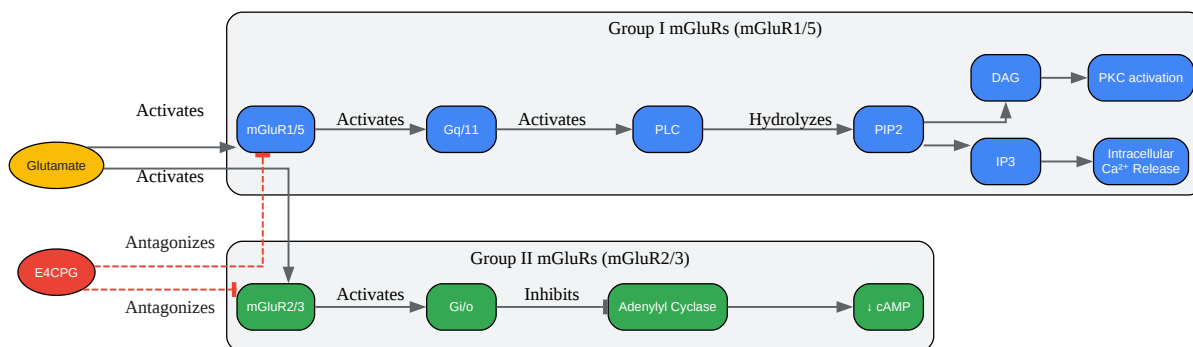 Group I mGluRs (mGluR1/5)
Activates
mGluR1/5
Activates
Gq/11
Activates
PLC
Hydrolyzes
PIP2
DAG
PKC activation
IP3
Intracellular
Ca²⁺ Release
Glutamate
Activates
Antagonizes
E4CPG
Antagonizes
Group II mGluRs (mGluR2/3)
mGluR2/3
Activates
Gi/o
Inhibits
Adenylyl Cyclase
↓ cAMP